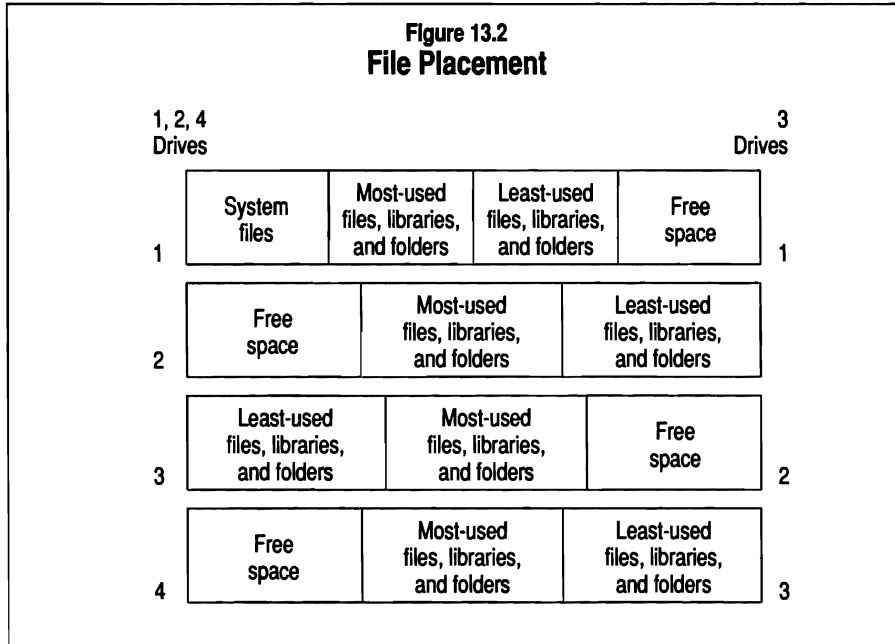 Figure 13.2
File Placement
1, 2, 4
Drives
3
Drives
1
System
files
Most-used
files, libraries,
and folders
Least-used
files, libraries,
and folders
Free
space
1
2
Free
space
Most-used
files, libraries,
and folders
Least-used
files, libraries,
and folders
3
Least-used
files, libraries,
and folders
Most-used
files, libraries,
and folders
Free
space
2
4
Free
space
Most-used
files, libraries,
and folders
Least-used
files, libraries,
and folders
3